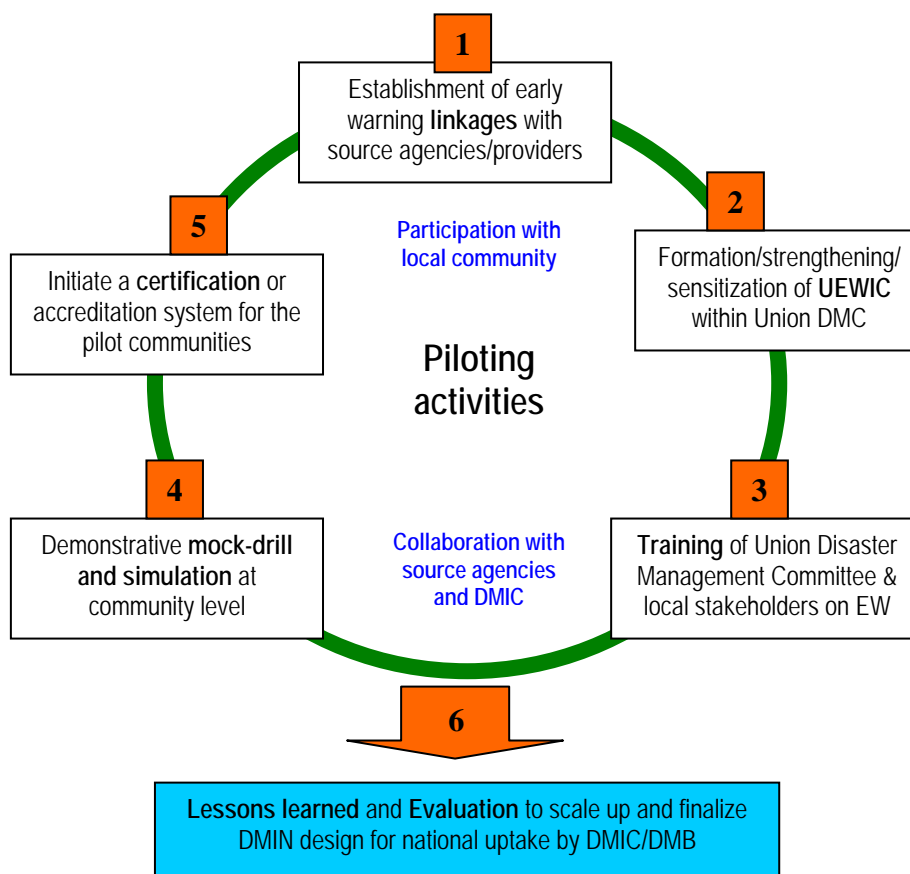 1
Establishment of early
warning linkages with
source agencies/providers
2
Formation/strengthening/
sensitization of UEWIC
within Union DMC
3
Training of Union Disaster
Management Committee &
local stakeholders on EW
4
Demonstrative mock-drill
and simulation at
community level
5
Initiate a certification or
accreditation system for the
pilot communities
Participation with
local community
Piloting
activities
Collaboration with
source agencies
and DMIC
6
Lessons learned and Evaluation to scale up and finalize
DMIN design for national uptake by DMIC/DMB